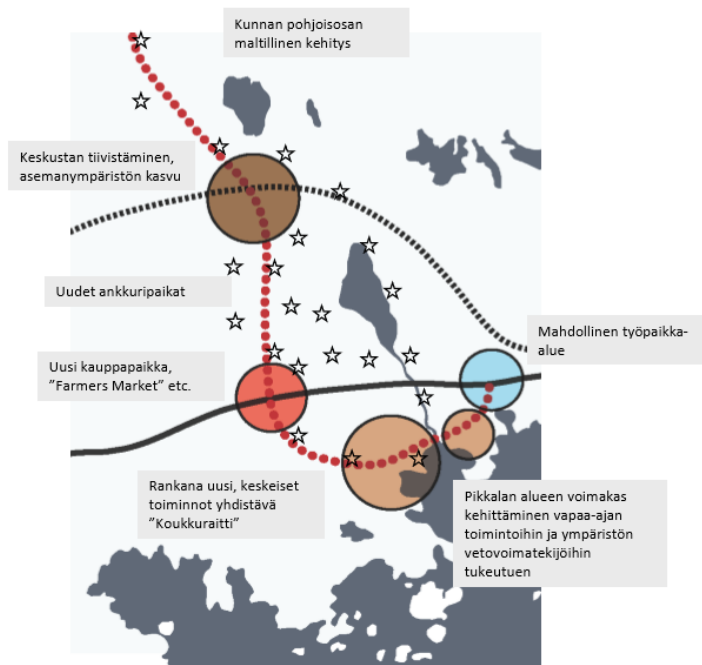 Kunnan pohjoisosan
maltillinen kehitys
Keskustan tiivistäminen,
asemanympäristön kasvu
Uudet ankkuripaikat
Mahdollinen työpaikka-
alue
Uusi kauppapaikka,
”Farmers Market” etc.
Rankana uusi, keskeiset
toiminnot yhdistävä
”Koukkuraitti”
Pikkalan alueen voimakas
kehittäminen vapaa-ajan
toimintoihin ja ympäristön
vetovoimatekijöihin
tukeutuen